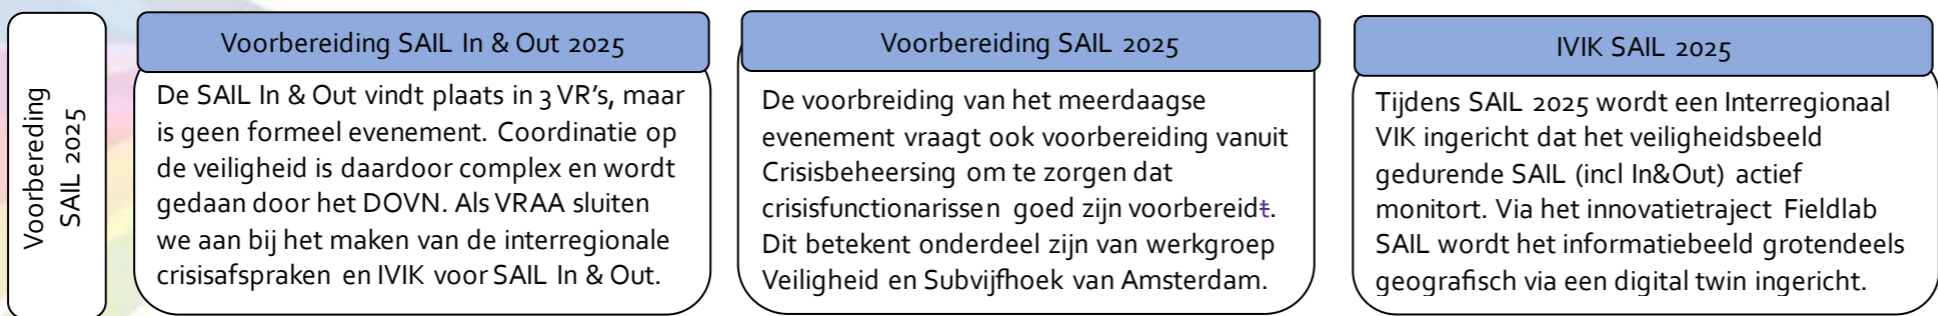 Voorbereding
SAIL 2025
Voorbereiding SAIL In & Out 2025
De SAIL In & Out vindt plaats in 3 VR's, maar
is geen formeel evenement. Coordinatie op
de veiligheid is daardoor complex en wordt
gedaan door het DOVN. Als VRAA sluiten
we aan bij het maken van de interregionale
crisisafspraken en IVIK voor SAIL In & Out.
Voorbereiding SAIL 2025
De voorbreiding van het meerdaagse
evenement vraagt ook voorbereiding vanuit
Crisisbeheersing om te zorgen dat
crisisfunctionarissen goed zijn voorbereidt.
Dit betekent onderdeel zijn van werkgroep
Veiligheid en Subvijfhoek van Amsterdam.
IVIK SAIL 2025
Tijdens SAIL 2025 wordt een Interregionaal
VIK ingericht dat het veiligheidsbeeld
gedurende SAIL (incl In&Out) actief
monitort. Via het innovatietraject Fieldlab
SAIL wordt het informatiebeeld grotendeels
geografisch via een digital twin ingericht.